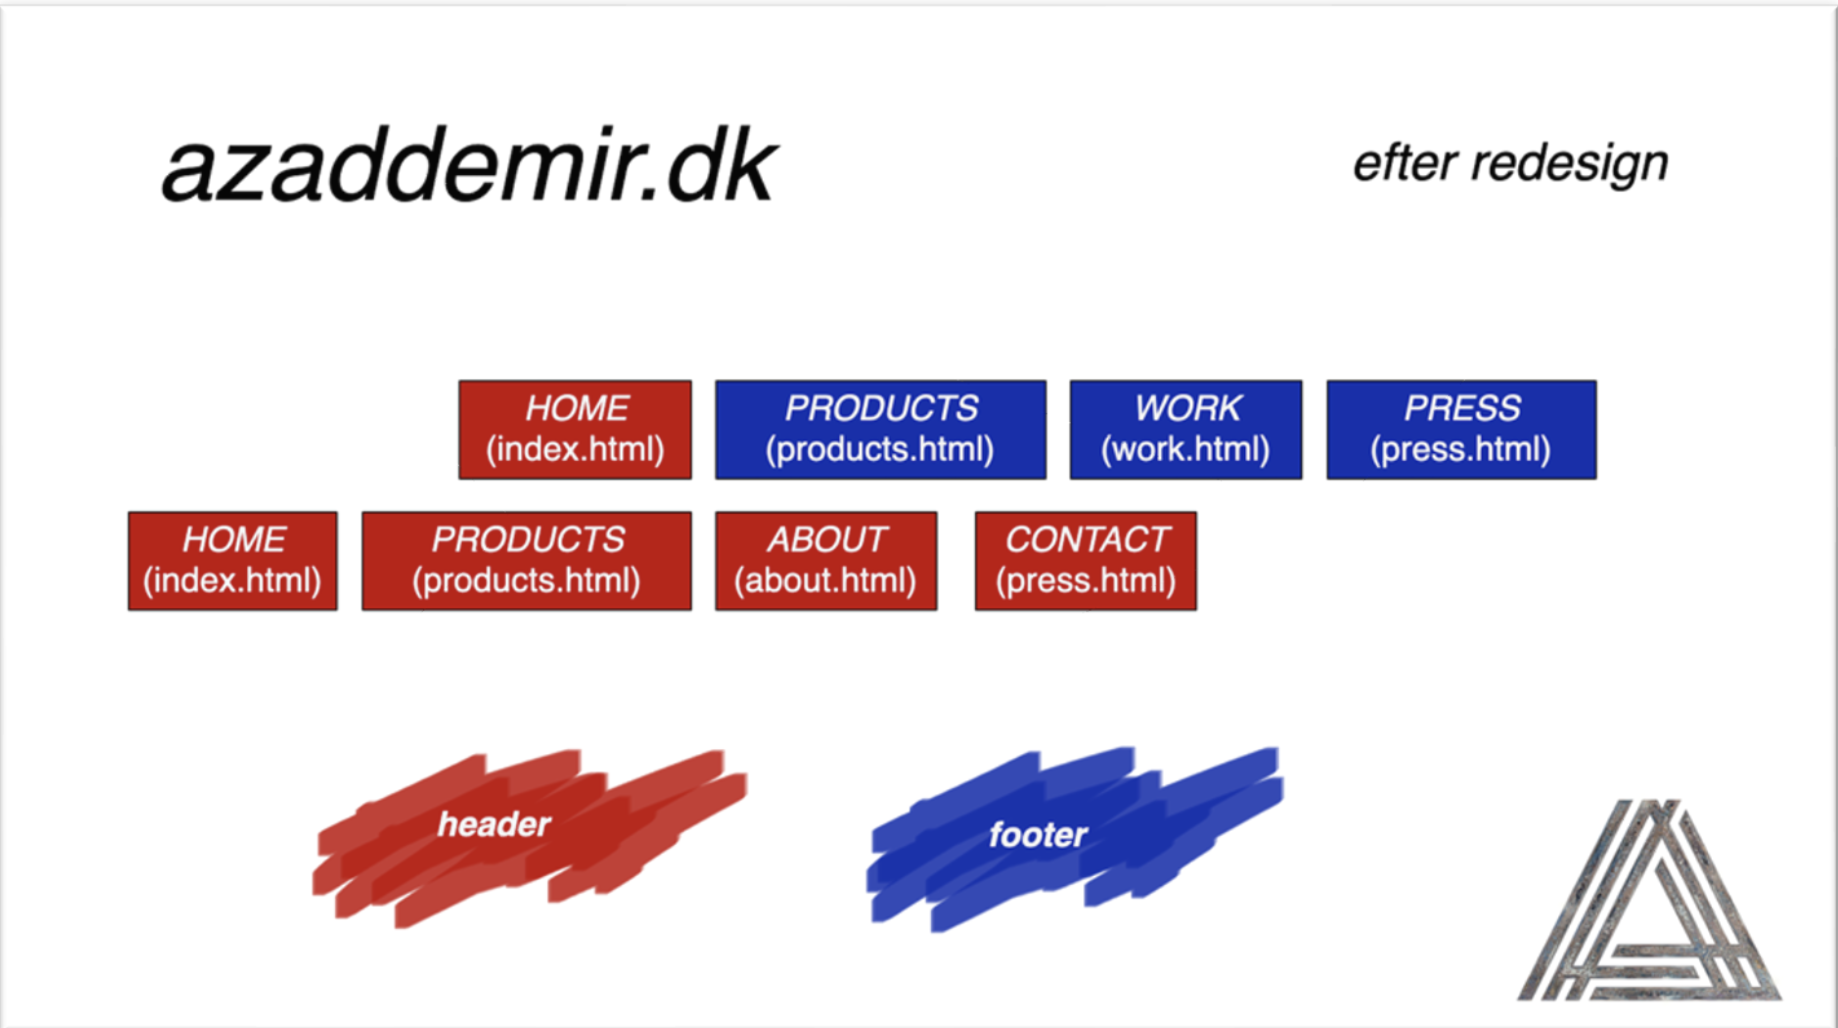 azaddemir.dk
efter redesign
HOME
(index.html)
PRODUCTS
(products.html)
WORK
(work.html)
PRESS
(press.html)
HOME
(index.html)
PRODUCTS
(products.html)
ABOUT
(about.html)
CONTACT
(press.html)
header
footer